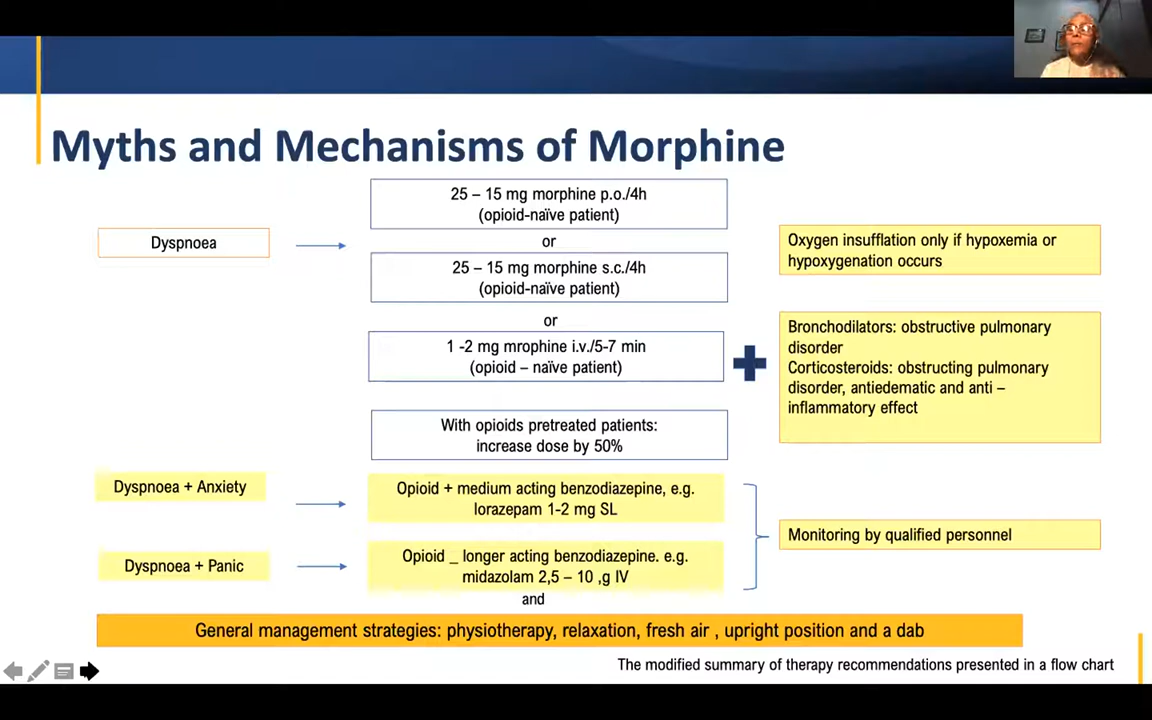 Myths and Mechanisms of Morphine
25 – 15 mg morphine p.o./4h
(opioid-naïve patient)
Dyspnoea
or
25 – 15 mg morphine s.c./4h
(opioid-naïve patient)
or
1 -2 mg mrophine i.v/5-7 min
(opioid – naïve patient)
With opioids pretreated patients:
increase dose by 50%
Oxygen insufflation only if hypoxemia or
hypoxygenation occurs
Bronchodilators: obstructive pulmonary
disorder
Corticosteroids: obstructing pulmonary
disorder, antiedematic and anti –
inflammatory effect
Dyspnoea + Anxiety
Opioid + medium acting benzodiazepine, e.g.
lorazepam 1-2 mg SL
Dyspnoea + Panic
Opioid _ longer acting benzodiazepine. e.g.
midazolam 2,5 – 10 ,g IV
Monitoring by qualified personnel
and
General management strategies: physiotherapy, relaxation, fresh air , upright position and a dab
The modified summary of therapy recommendations presented in a flow chart